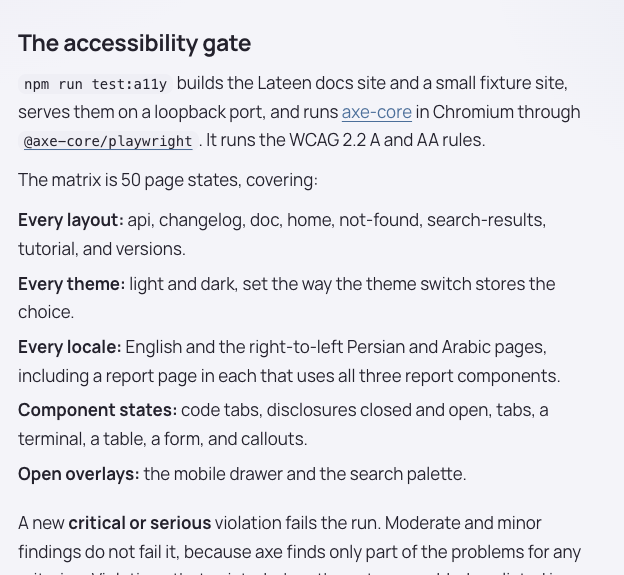 The accessibility gate
npm run test:a11y builds the Lateen docs site and a small fixture site,
serves them on a loopback port, and runs axe-core in Chromium through
@axe-core/playwright . It runs the WCAG 2.2 A and AA rules.
The matrix is 50 page states, covering:
Every layout: api, changelog, doc, home, not-found, search-results,
tutorial, and versions.
Every theme: light and dark, set the way the theme switch stores the
choice.
Every locale: English and the right-to-left Persian and Arabic pages,
including a report page in each that uses all three report components.
Component states: code tabs, disclosures closed and open, tabs, a
terminal, a table, a form, and callouts.
Open overlays: the mobile drawer and the search palette.
A new critical or serious violation fails the run. Moderate and minor
findings do not fail it, because axe finds only part of the problems for any